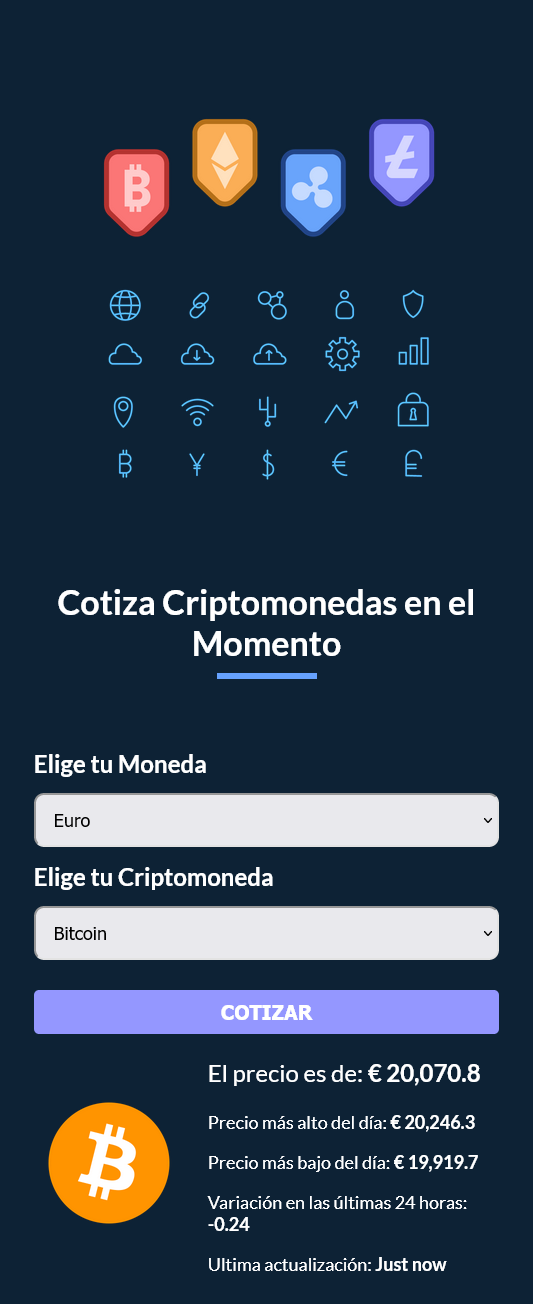 Cotiza Criptomonedas en el
Momento
Elige tu Moneda
Euro
Elige tu Criptomoneda
Bitcoin
COTIZAR
El precio es de: € 20,070.8
Precio más alto del día: € 20,246.3
Precio más bajo del día: € 19,919.7
Variación en las últimas 24 horas:
-0.24
Ultima actualización: Just now